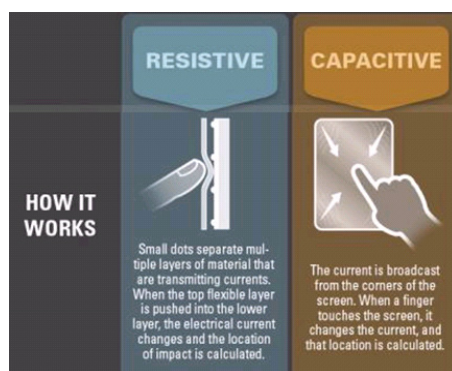 RESISTIVE
CAPACITIVE
HOW IT
WORKS
Small dots separate mul-
tiple layers of material that
are transmitting currents.
When the top flexible layer
is pushed into the lower
layer, the electrical current
changes and the location
of impact is calculated.
The current is broadcast
from the corners of the
screen. When a finger
touches the screen, it
changes the current, and
that location is calculated.